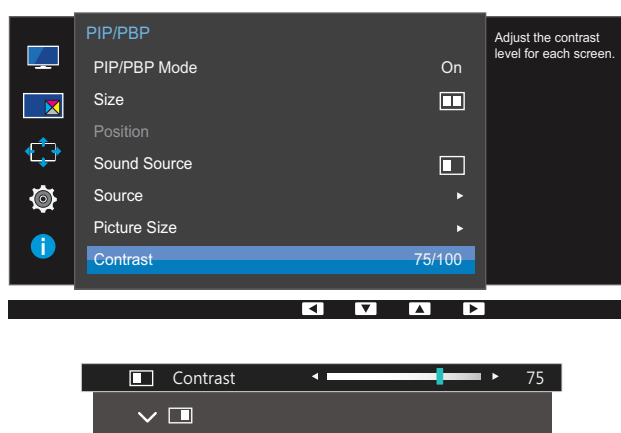 PIP/PBP
Adjust the contrast
level for each screen.
PIP/PBP Mode On
Size
Position
Sound Source
Source
Picture Size
Contrast 75/100
Contrast 75